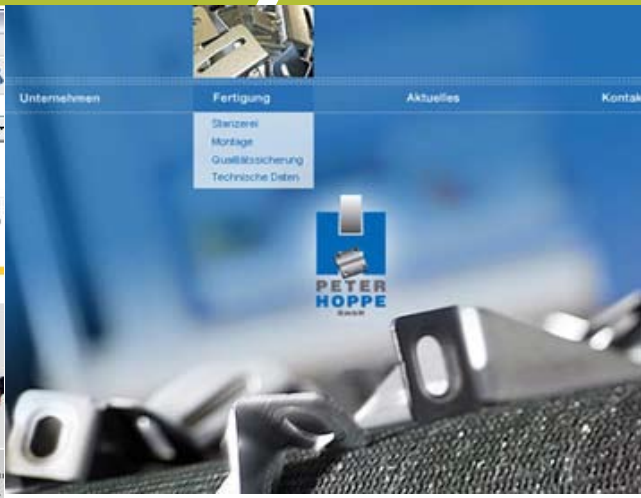 Unternehmen
Fertigung
Aktuelles
Kontak
Stanzerei
Montage
Qualitätssicherung
Technische Daten
PETER
HOPPE
GmbH